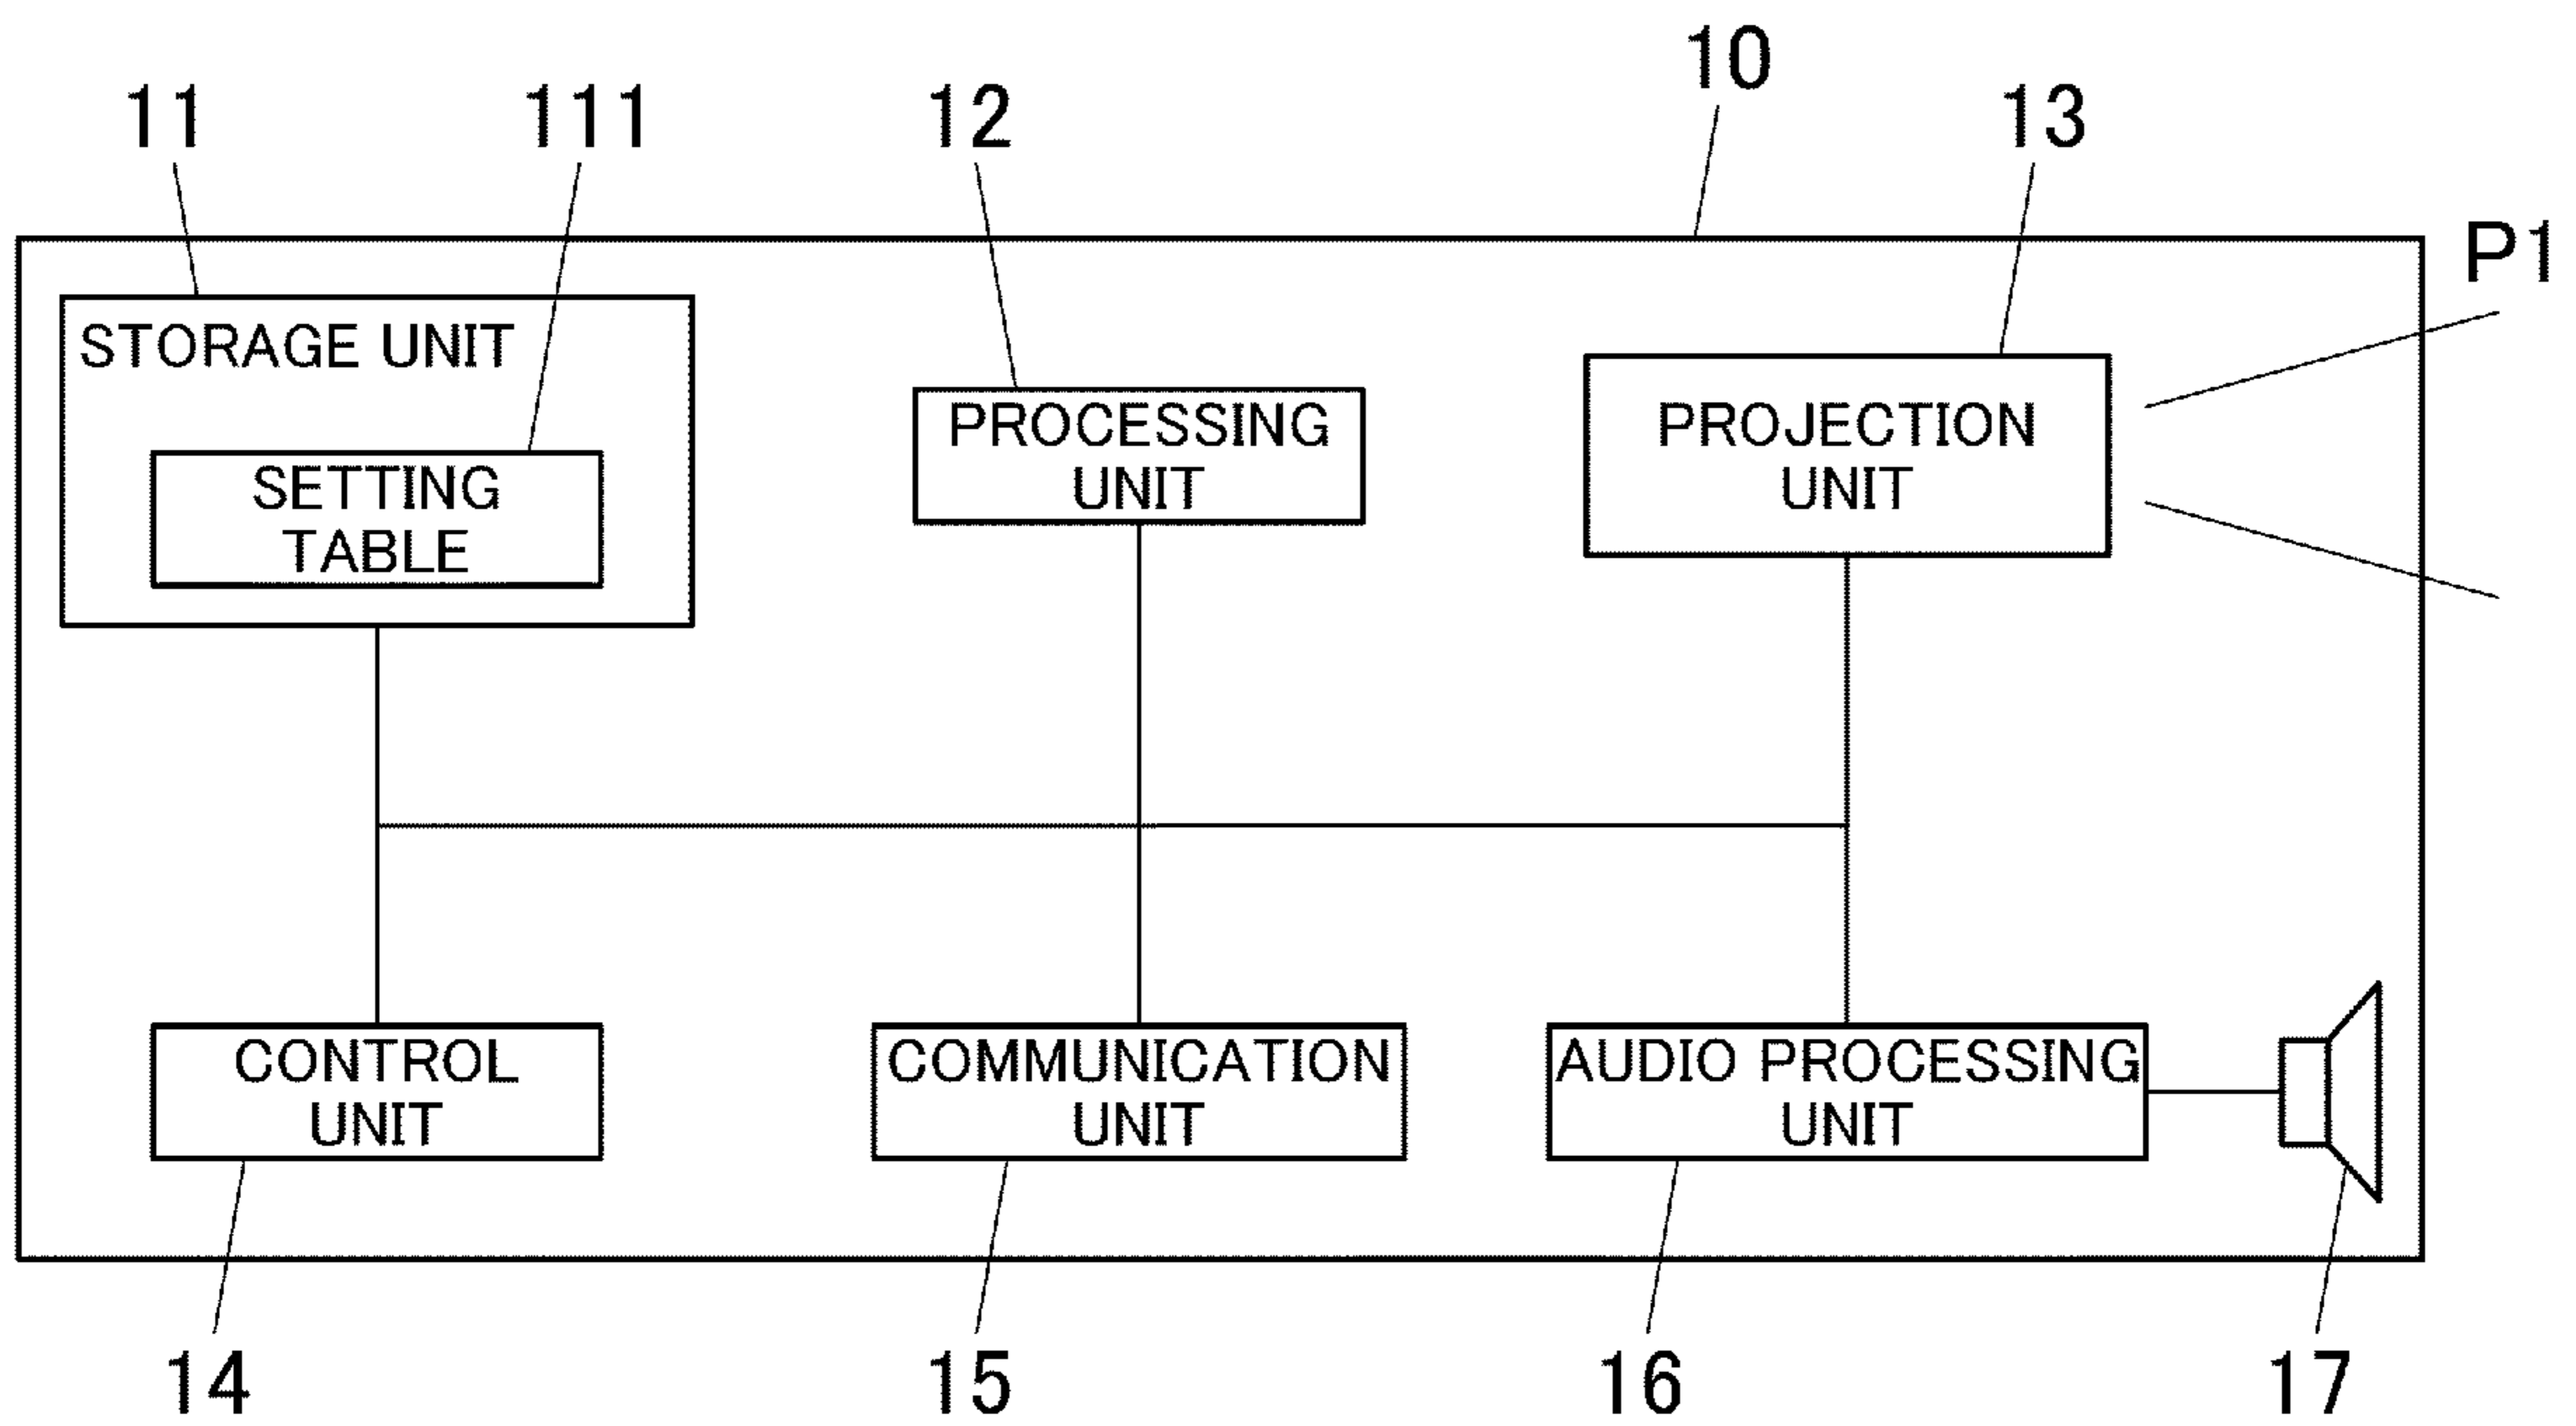 10
11
111
12
13
P1
STORAGE UNIT
SETTING
TABLE
PROCESSING
UNIT
PROJECTION
UNIT
CONTROL
UNIT
COMMUNICATION
UNIT
AUDIO PROCESSING
UNIT
14
15
16
17